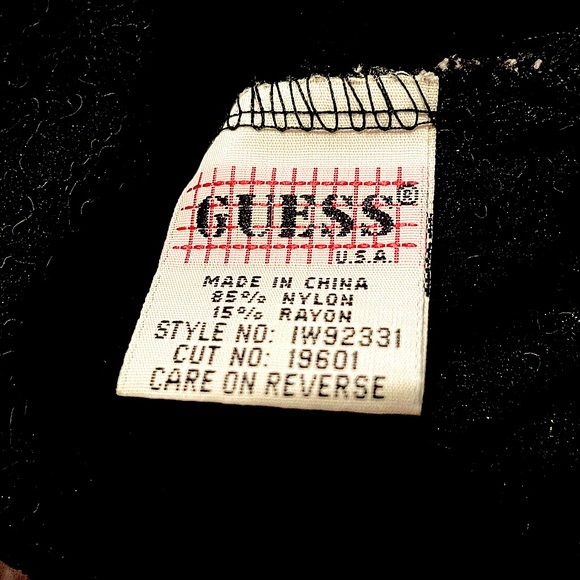 GUESS®
U.S.A.
MADE IN CHINA
85% NYLON
15% RAYON
STYLE NO: IW92331
CUT NO: 19601
CARE ON REVERSE